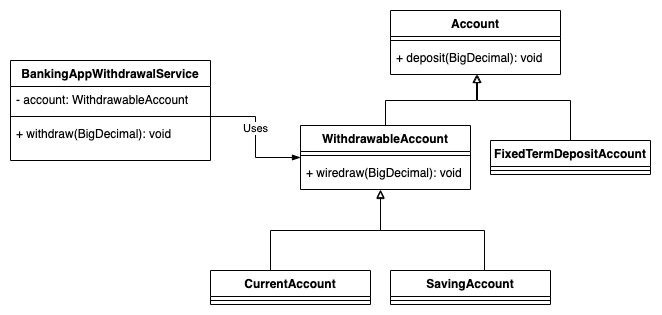 Account
+ deposit(BigDecimal): void
BankingAppWithdrawalService
- account: WithdrawableAccount
+ withdraw(BigDecimal): void
Uses
WithdrawableAccount
+ wiredraw(BigDecimal): void
FixedTermDepositAccount
CurrentAccount
SavingAccount